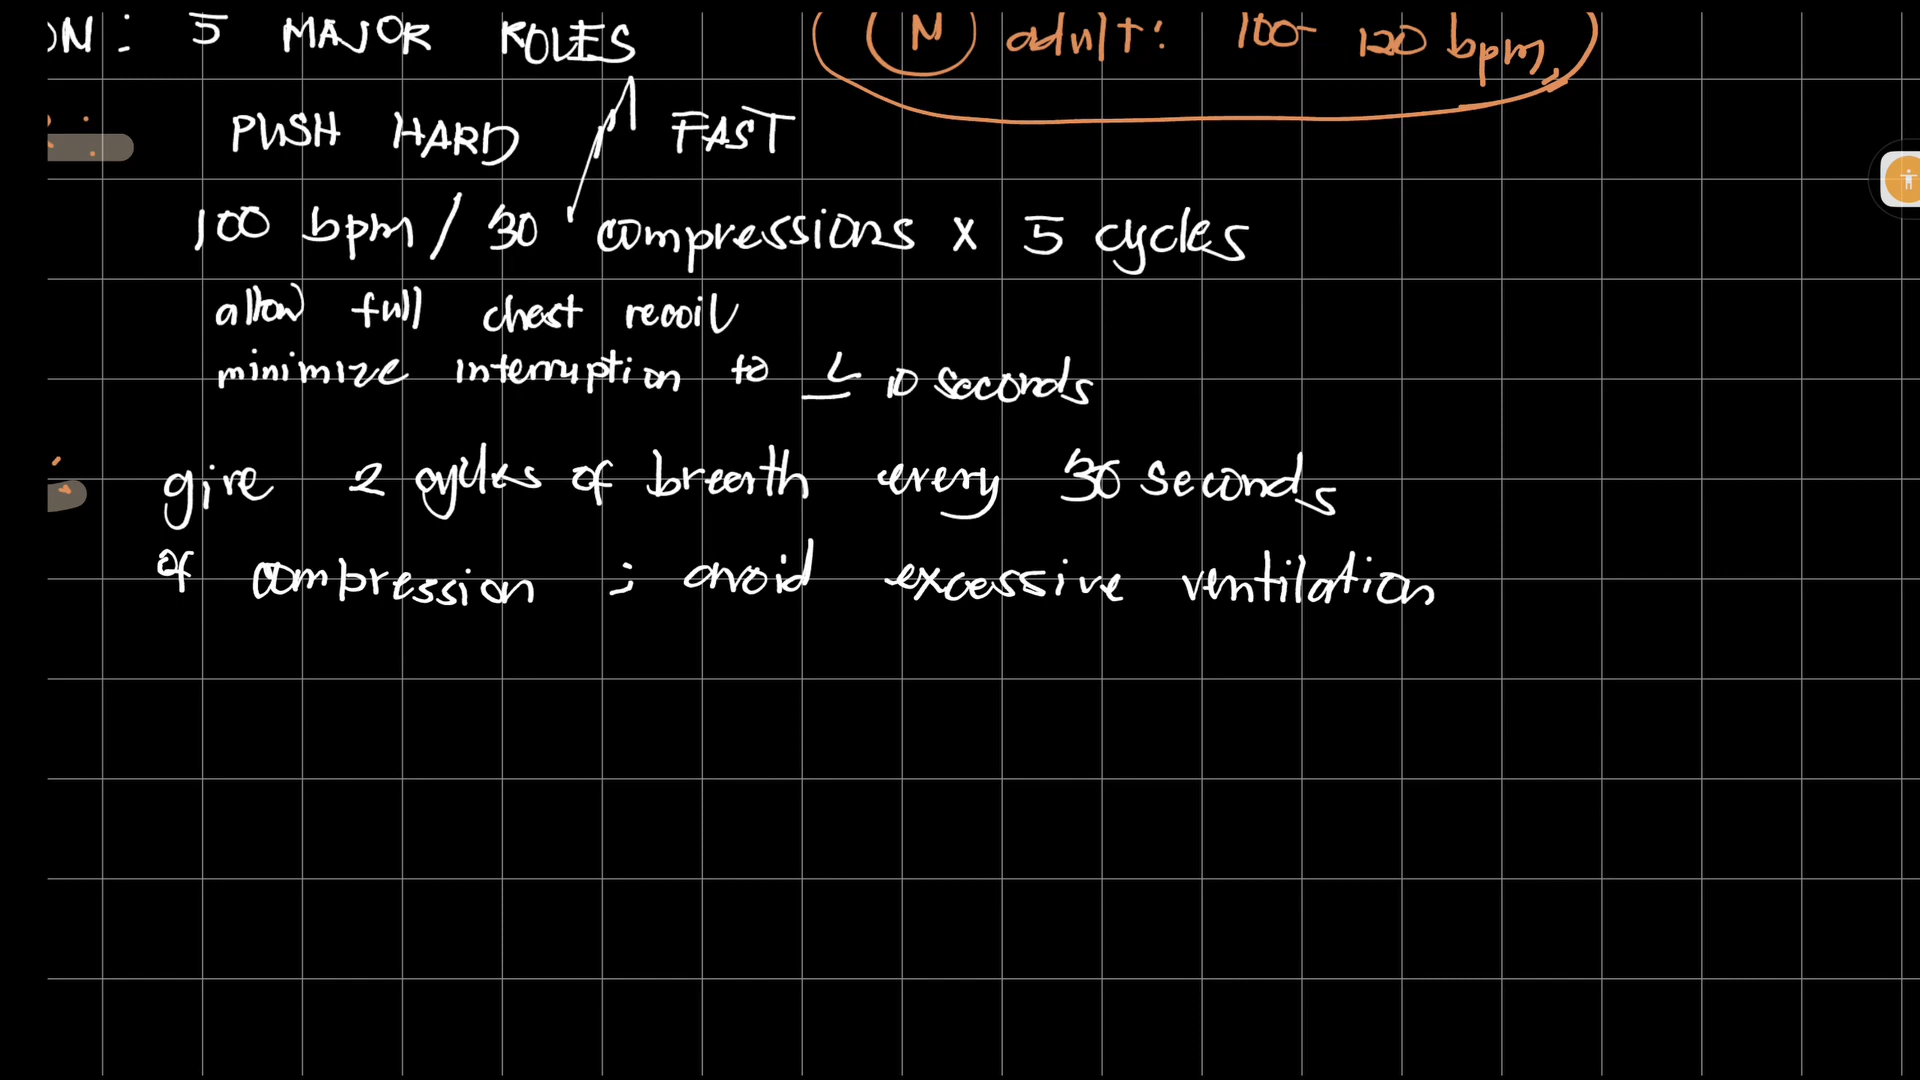 ON: 5 MAJOR ROLES
(N) adult: 100- 120 bpm,
PUSH HARD / FAST
100 bpm / 30 compressions x 5 cycles
allow full chest recoil
minimize interruption to ≤ 10 seconds
give 2 cycles of breath every 30 seconds
of compression ; avoid excessive ventilation